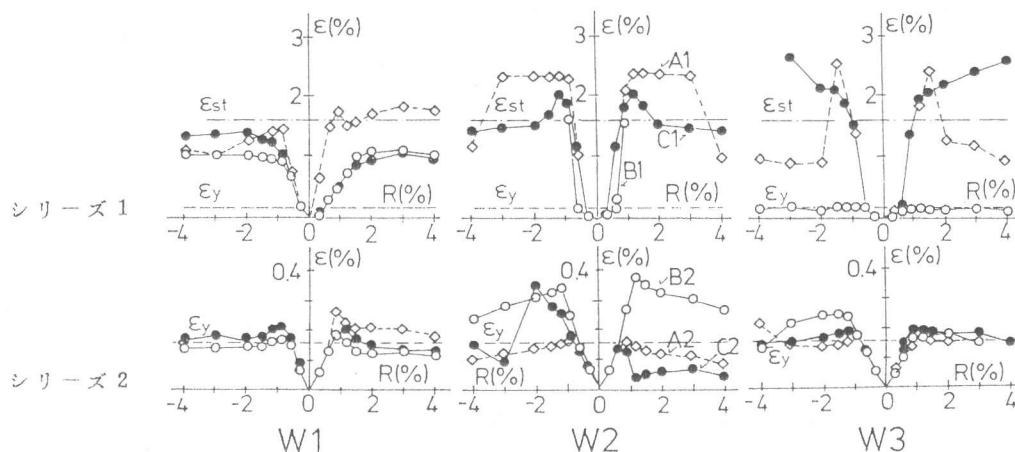 ε(%) ε(%) ε(%)
3 3 3
A1
2 2 2
εst εst
1 1 C1 1
εy εy B1 εy
シリーズ1
R(%) R(%) R(%)
-4 -2 0 2 4 -4 -2 0 2 4 -4 -2 0 2 4
ε(%) ε(%) ε(%)
0.4 0.4 0.4
B2
εy εy A2
C2 εy
シリーズ2
R(%) R(%) R(%)
-4 -2 0 2 4 -4 -2 0 2 4 -4 -2 0 2 4
W1 W2 W3